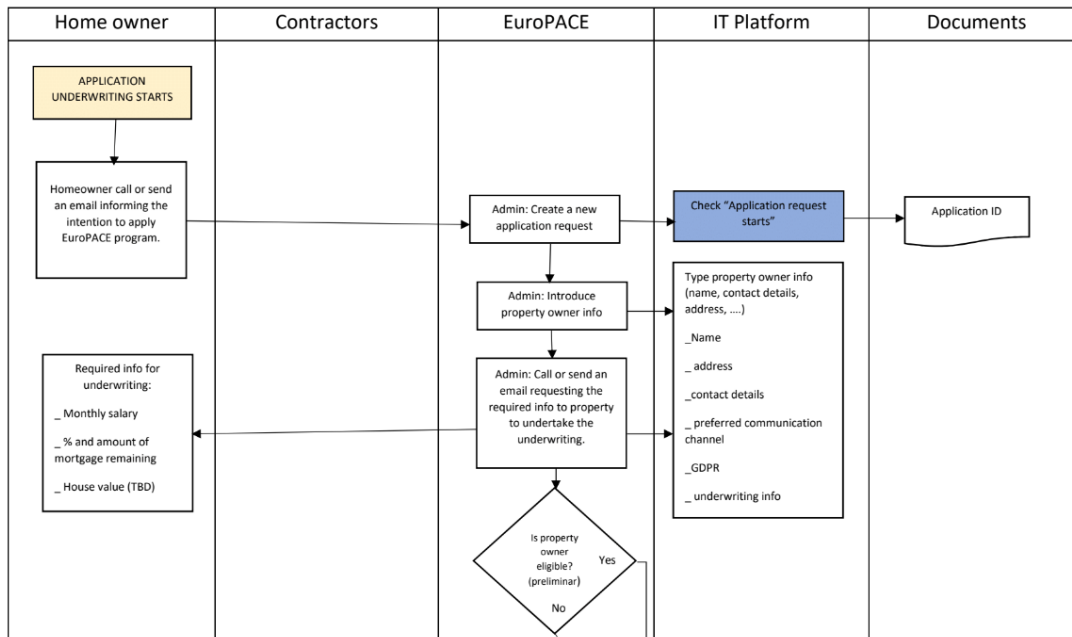 Home owner
Contractors
EuroPACE
IT Platform
Documents
APPLICATION
UNDERWRITING STARTS
Homeowner call or send
an email informing the
intention to apply
EuroPACE program.
Admin: Create a new
application request
Check "Application request
starts"
Application ID
Admin: Introduce
property owner info
Type property owner info
(name, contact details,
address, ....)
_Name
_ address
_contact details
_ preferred communication
channel
_GDPR
_ underwriting info
Required info for
underwriting:
_ Monthly salary
_ % and amount of
mortgage remaining
_ House value (TBD)
Admin: Call or send an
email requesting the
required info to property
to undertake the
underwriting.
Is property
owner
eligible?
(preliminar)
Yes
No